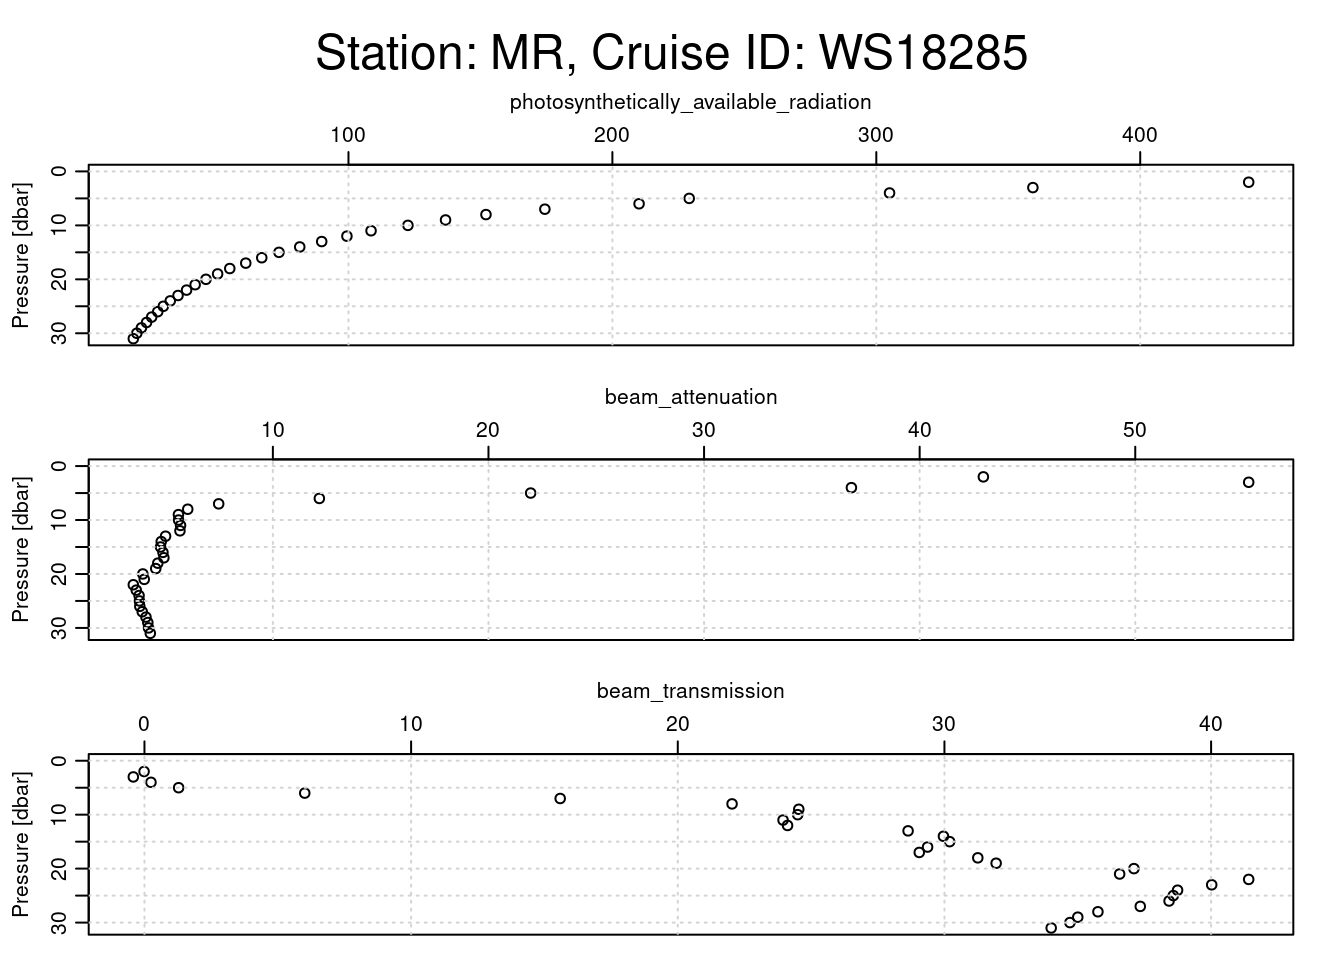 Station: MR, Cruise ID: WS18285
photosynthetically_available_radiation
100 200 300 400
0
10
20
30
Pressure [dbar]
beam_attenuation
10 20 30 40 50
0
10
20
30
Pressure [dbar]
beam_transmission
0 10 20 30 40
0
10
20
30
Pressure [dbar]